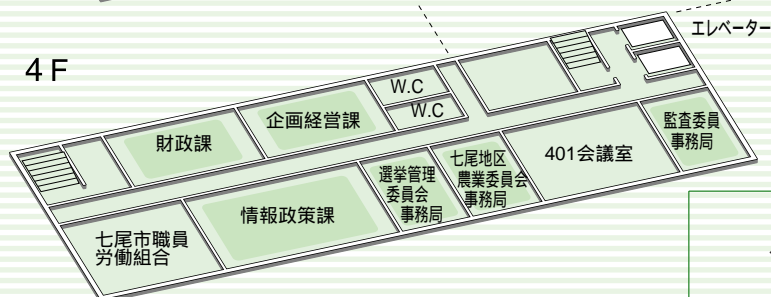 エレベーター
4F
W.C
W.C
企画経営課
財政課
監査委員
事務局
401会議室
七尾地区
農業委員会
事務局
選挙管理
委員会
事務局
情報政策課
七尾市職員
労働組合